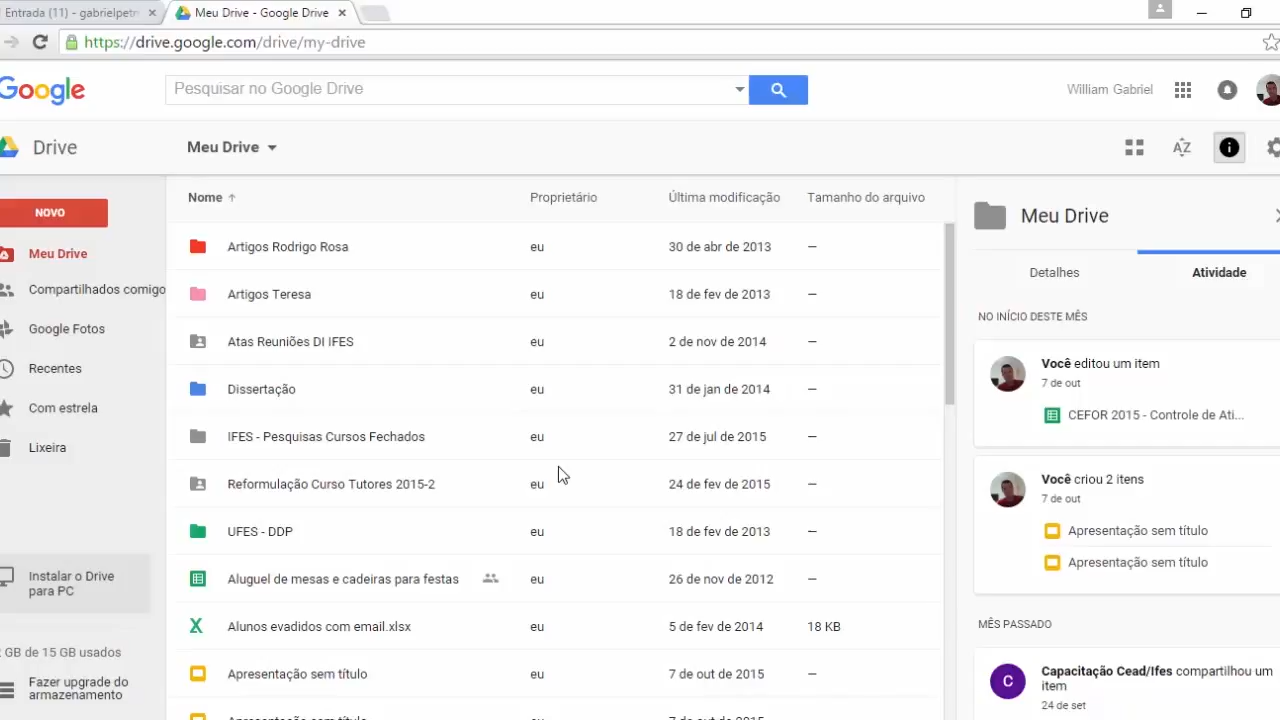 Entrada (11) - gabrielpetr
Meu Drive - Google Drive
https://drive.google.com/drive/my-drive
Google
Pesquisar no Google Drive
William Gabriel
Drive
Meu Drive
AZ
NOVO
Meu Drive
Compartilhados comigo
Google Fotos
Recentes
Com estrela
Lixeira
Instalar o Drive
para PC
GB de 15 GB usados
Fazer upgrade do
armazenamento
Nome Proprietário Última modificação Tamanho do arquivo
Artigos Rodrigo Rosa eu 30 de abr de 2013 —
Artigos Teresa eu 18 de fev de 2013 —
Atas Reuniões DI IFES eu 2 de nov de 2014 —
Dissertação eu 31 de jan de 2014 —
IFES - Pesquisas Cursos Fechados eu 27 de jul de 2015 —
Reformulação Curso Tutores 2015-2 eu 24 de fev de 2015 —
UFES - DDP eu 18 de fev de 2013 —
Aluguel de mesas e cadeiras para festas eu 26 de nov de 2012 —
Alunos evadidos com email.xlsx eu 5 de fev de 2014 18 KB
Apresentação sem título eu 7 de out de 2015 —
Meu Drive
Detalhes Atividade
NO INÍCIO DESTE MÊS
Você editou um item
7 de out
CEFOR 2015 - Controle de Ati...
Você criou 2 itens
7 de out
Apresentação sem título
Apresentação sem título
MÊS PASSADO
C
Capacitação Cead/Ifes compartilhou um
item
24 de set